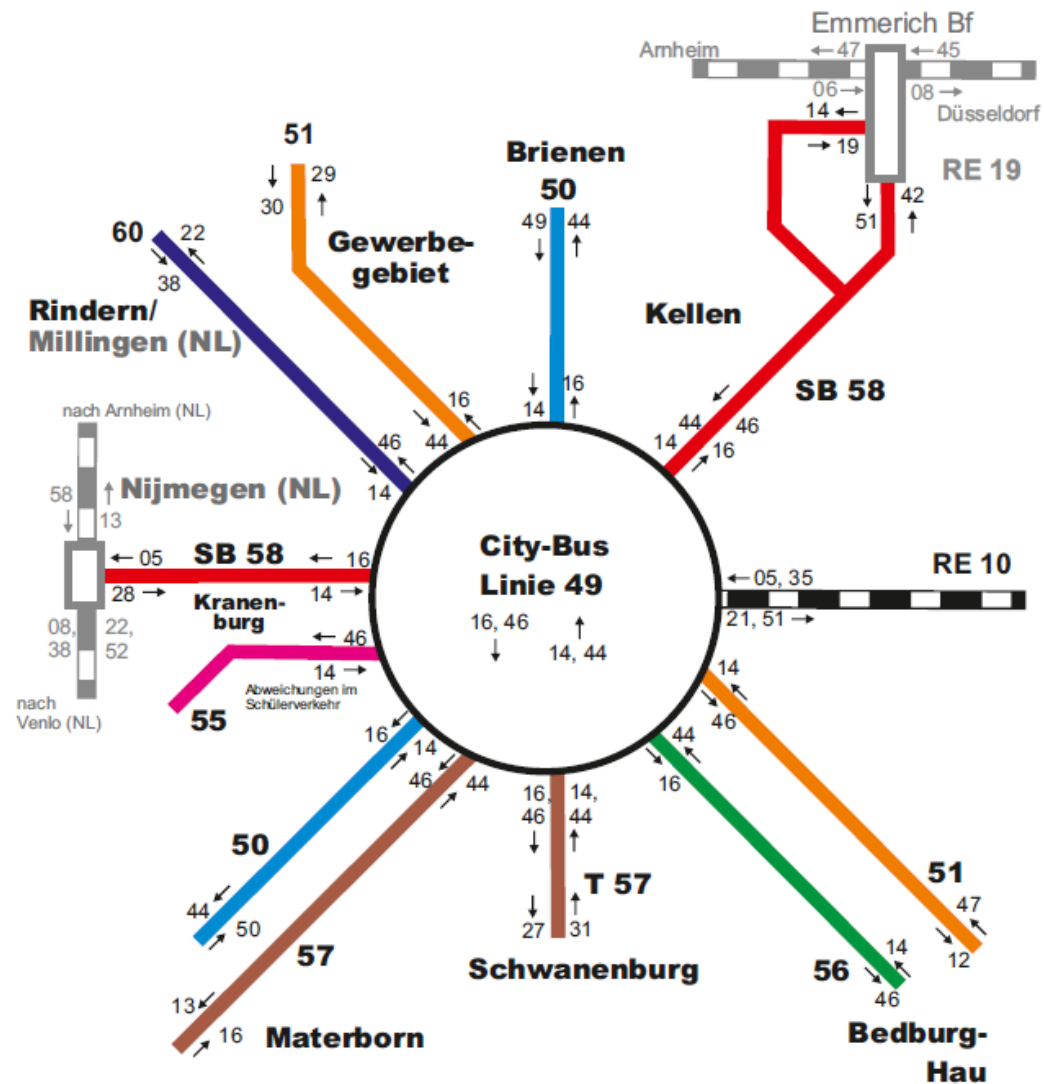 Emmerich Bf
Arnheim
← 47
← 45
06 →
08 →
Düsseldorf
14 ←
→ 19
RE 19
↓
51
42
↑
51
↓
30
29
↑
Brienen
50
49
↓
44
↑
60
22
38
Gewerbe-
gebiet
Rindern/
Millingen (NL)
Kellen
SB 58
16
44
↓
14
16
↑
44
14
46
16
46
14
nach Arnheim (NL)
58
↓
↑
13
Nijmegen (NL)
← 05
SB 58
← 16
28 →
Kranen-
burg
14 →
City-Bus
Linie 49
16, 46
↓
↑
14, 44
RE 10
← 05, 35
21, 51 →
08,
38
22,
52
nach
Venlo (NL)
← 46
14 →
Abweichungen im
Schülerverkehr
55
16
14
46
44
16,
46
↓
14,
44
↑
44
16
14
46
50
44
50
57
13
16
Materborn
T 57
↓
27
↑
31
Schwanenburg
51
47
12
56
14
46
Bedburg-
Hau